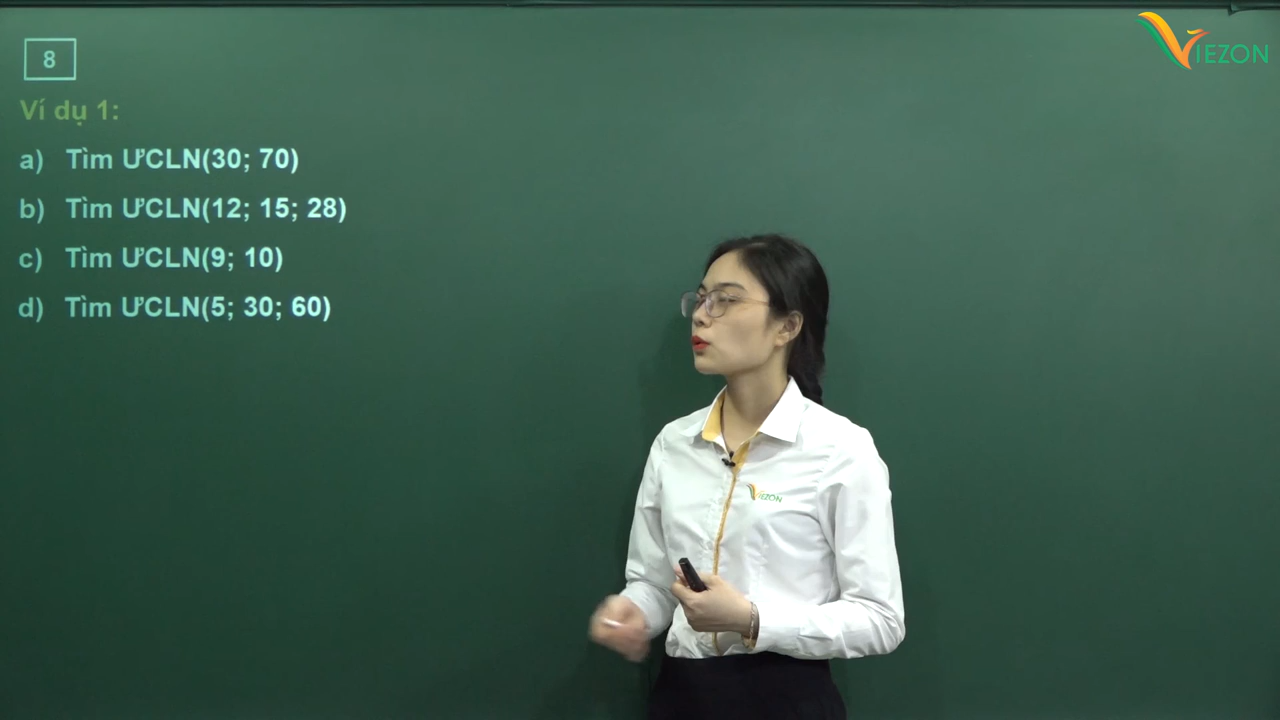 8
VIEZON
Ví dụ 1:
a) Tìm ƯCLN(30; 70)
b) Tìm ƯCLN(12; 15; 28)
c) Tìm ƯCLN(9; 10)
d) Tìm ƯCLN(5; 30; 60)
VIEZON